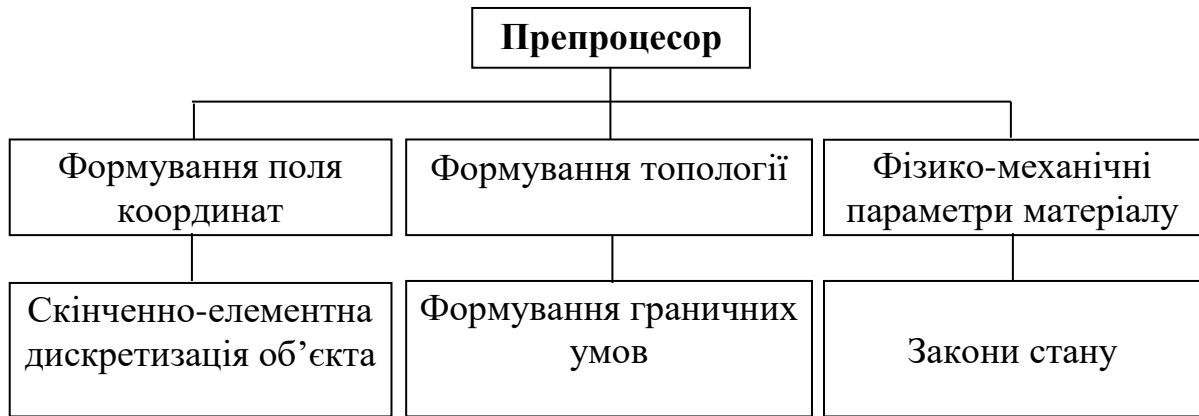 Препроцесор
Формування поля
координат
Формування топології
Фізико-механічні
параметри матеріалу
Скінченно-елементна
дискретизація об’єкта
Формування граничних
умов
Закони стану